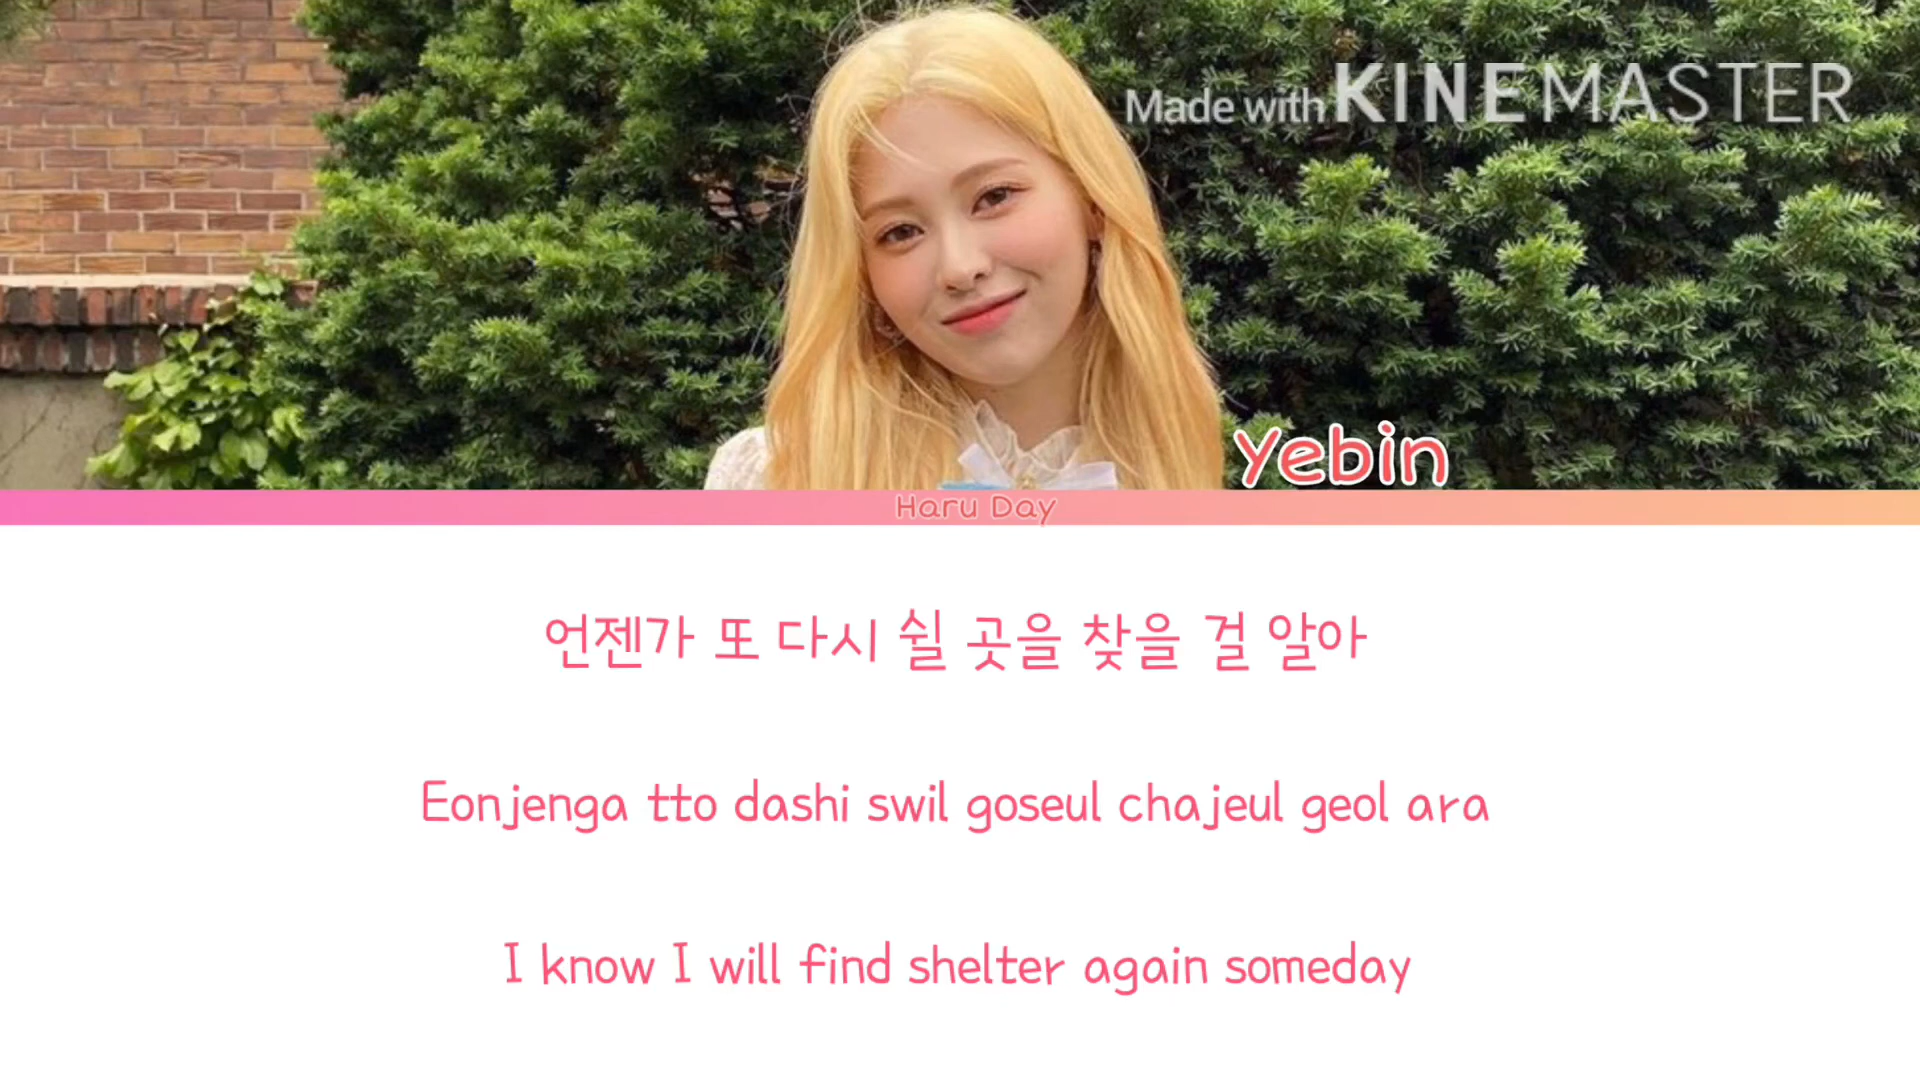 Made with KINEMASTER
Yebin
Haru Day
언젠가 또 다시 쉴 곳을 찾을 걸 알아
Eonjenga tto dashi swil goseul chajeul geol ara
I know I will find shelter again someday